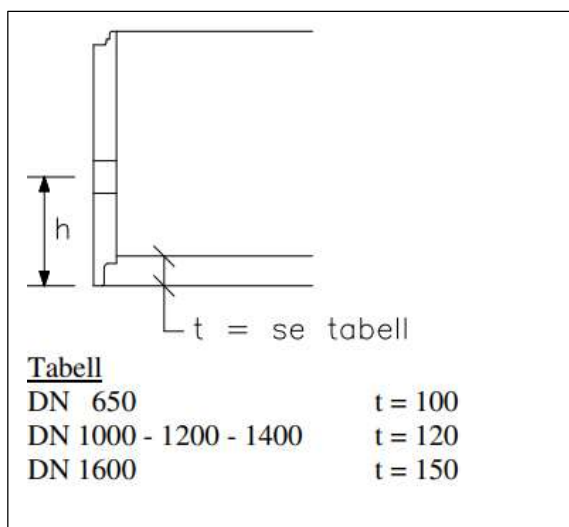 h
t = se tabell
Tabell
DN 650 t = 100
DN 1000 - 1200 - 1400 t = 120
DN 1600 t = 150